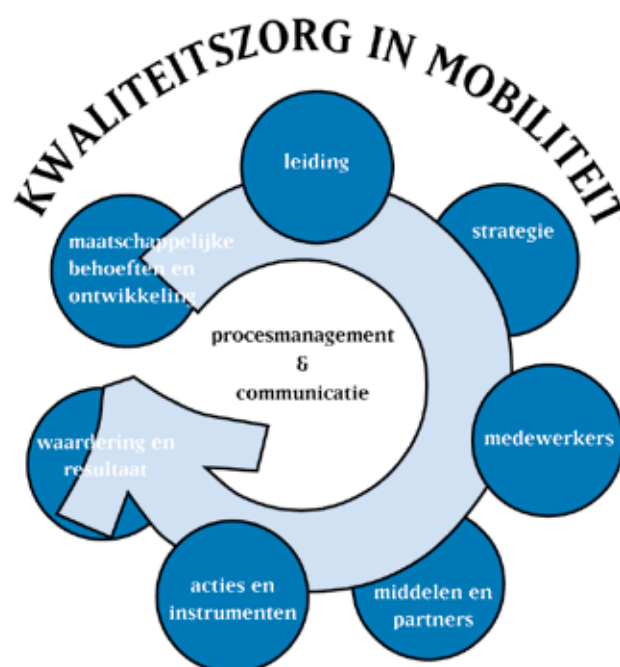 KWALITEITSZORG IN MOBILITEIT
leiding
strategie
maatschappelijke
behoeften en
ontwikkeling
procesmanagement
&
communicatie
medewerkers
waardering en
resultaat
acties en
instrumenten
middelen en
partners